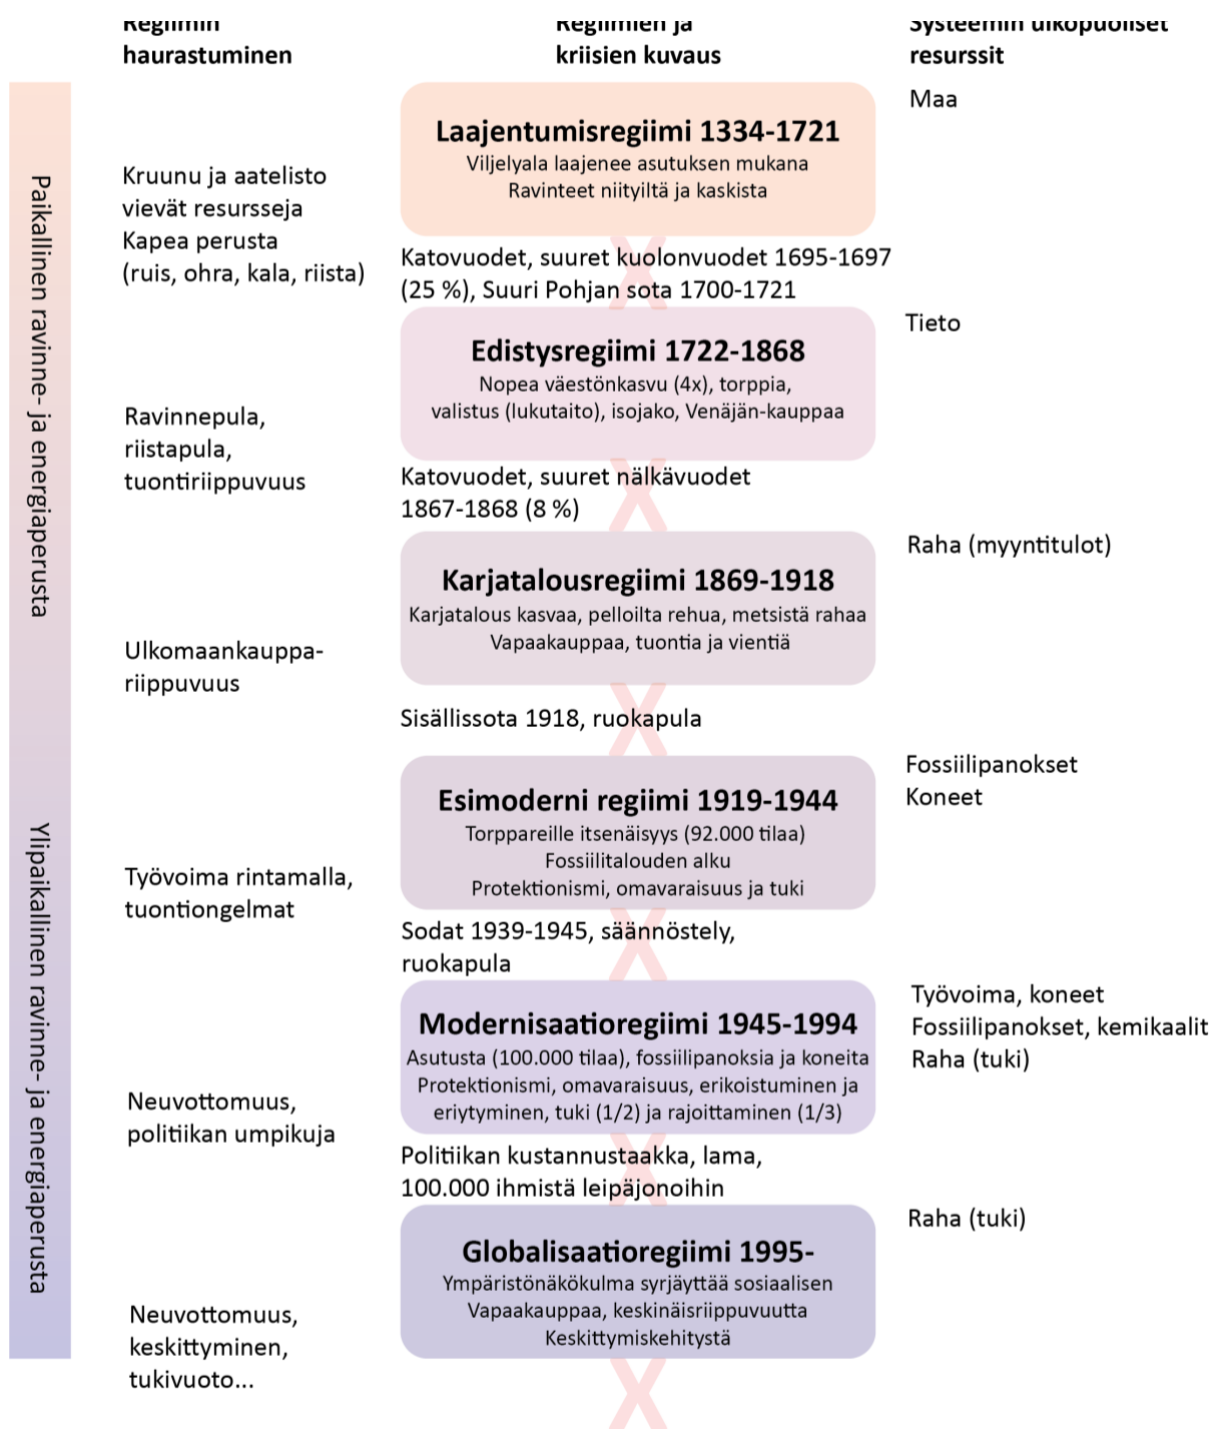 Regiimin
haurastuminen
Regiimien ja
kriisien kuvaus
Systeemin ulkopuoliset
resurssit
Paikallinen ravinne- ja energiaperusta
Ylipaikallinen ravinne- ja energiaperusta
Laajentumisregiimi 1334-1721
Viljelyala laajenee asutuksen mukana
Ravinteet niityiltä ja kaskista
Maa
Kruunu ja aatelisto
vievät resursseja
Kapea perusta
(ruis, ohra, kala, riista)
Katovuodet, suuret kuolonvuodet 1695-1697
(25 %), Suuri Pohjan sota 1700-1721
X
Edistysregiimi 1722-1868
Nopea väestönkasvu (4x), torppia,
valistus (lukutaito), isojako, Venäjän-kauppaa
Tieto
Ravinnepula,
riistapula,
tuontiriippuvuus
Katovuodet, suuret nälkävuodet
1867-1868 (8 %)
X
Karjatalousregiimi 1869-1918
Karjatalous kasvaa, pelloilta rehua, metsistä rahaa
Vapaakauppaa, tuontia ja vientiä
Raha (myyntitulot)
Ulkomaankauppa-
riippuvuus
Sisällissota 1918, ruokapula
X
Esimoderni regiimi 1919-1944
Torppareille itsenäisyys (92.000 tilaa)
Fossiilitalouden alku
Protektionismi, omavaraisuus ja tuki
Fossiilipanokset
Koneet
Työvoima rintamalla,
tuontiongelmat
Sodat 1939-1945, säännöstely,
ruokapula
X
Modernisaatioregiimi 1945-1994
Asutusta (100.000 tilaa), fossiilipanoksia ja koneita
Protektionismi, omavaraisuus, erikoistuminen ja
eriytyminen, tuki (1/2) ja rajoittaminen (1/3)
Työvoima, koneet
Fossiilipanokset, kemikaalit
Raha (tuki)
Neuvottomuus,
politiikan umpikuja
Politiikan kustannustaakka, lama,
100.000 ihmistä leipäjonoihin
X
Globalisaatioregiimi 1995-
Ympäristönäkökulma syrjäyttää sosiaalisen
Vapaakauppaa, keskinäisriippuvuutta
Keskittymiskehitystä
Raha (tuki)
Neuvottomuus,
keskittyminen,
tukivuoto...
X